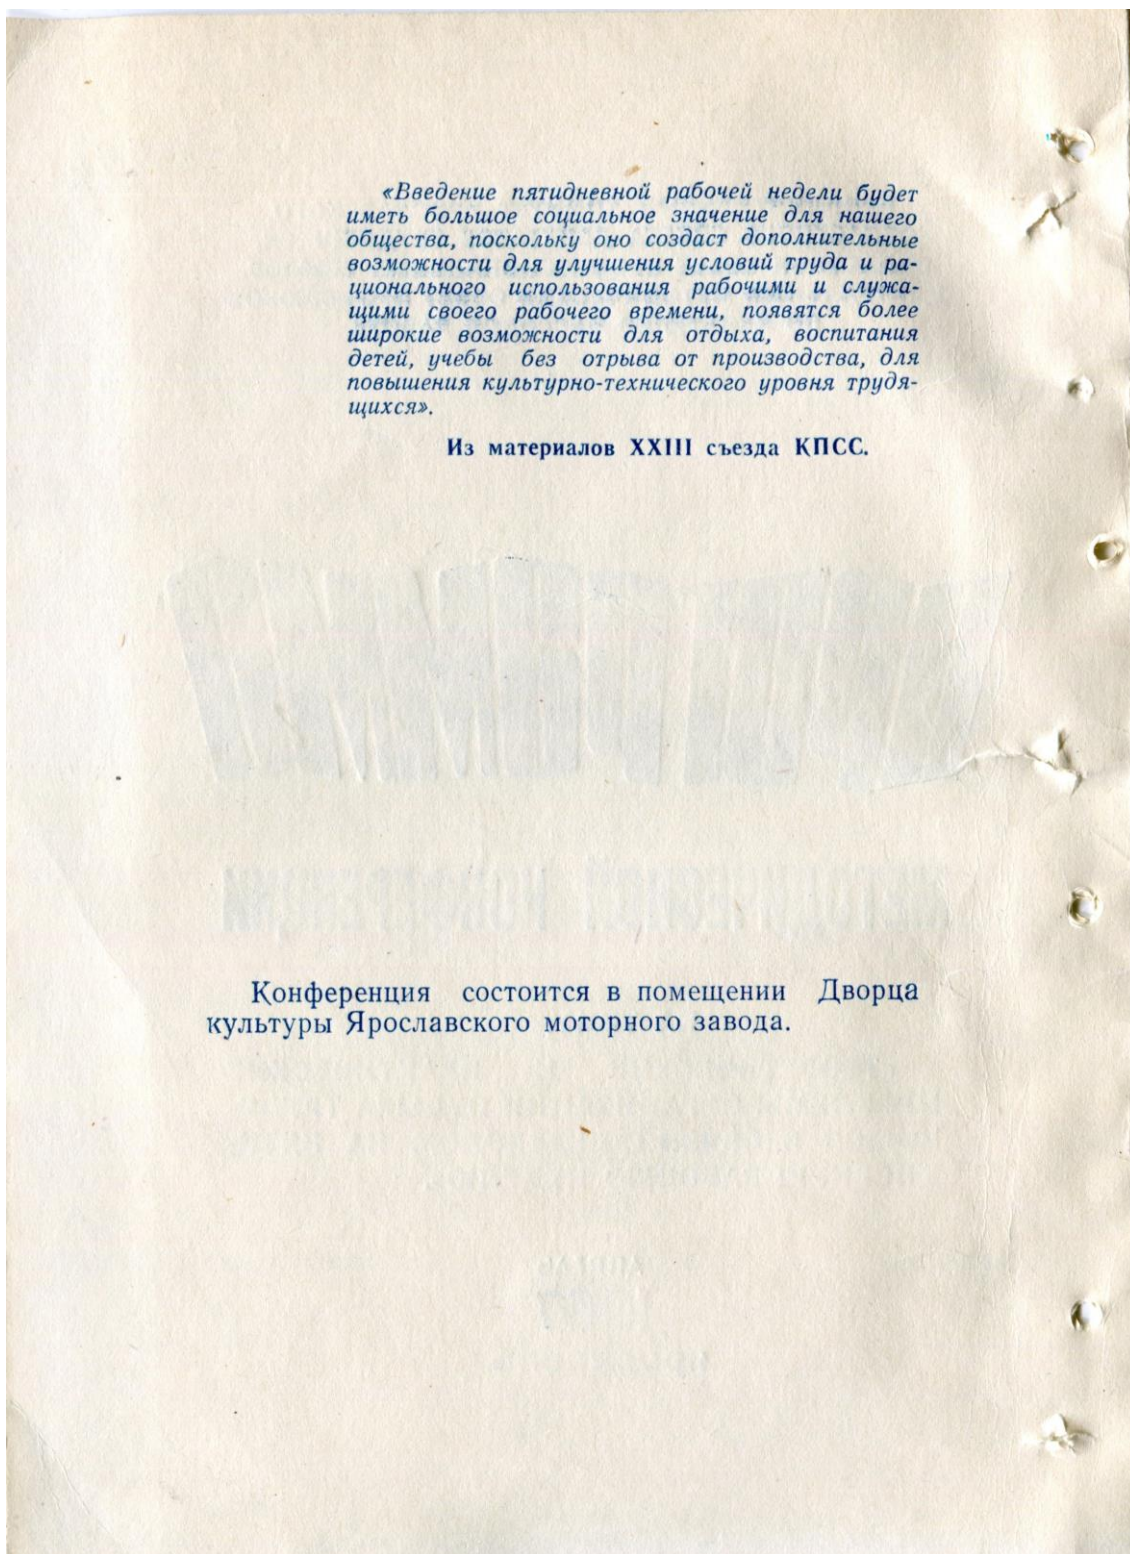 «Введение пятидневной рабочей недели будет
иметь большое социальное значение для нашего
общества, поскольку оно создаст дополнительные
возможности для улучшения условий труда и ра-
ционального использования рабочими и служа-
щими своего рабочего времени, появятся более
широкие возможности для отдыха, воспитания
детей, учебы без отрыва от производства, для
повышения культурно-технического уровня трудя-
щихся».
Из материалов XXIII съезда КПСС.
Конференция состоится в помещении Дворца
культуры Ярославского моторного завода.